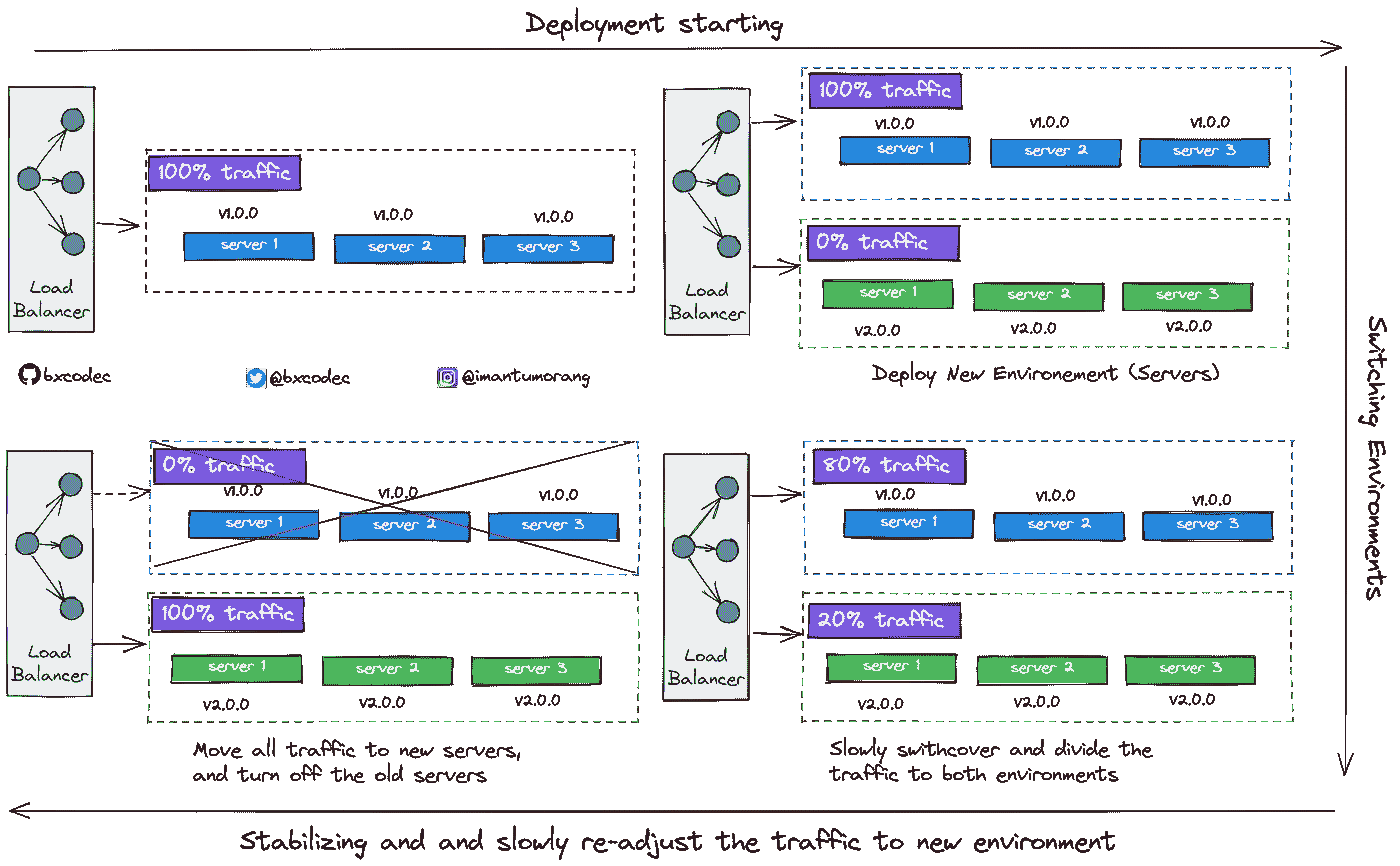 Deployment starting
100% traffic
v1.0.0 v1.0.0 v1.0.0
server 1 server 2 server 3
Load
Balancer
100% traffic
v1.0.0 v1.0.0 v1.0.0
server 1 server 2 server 3
0% traffic
server 1 server 2 server 3
v2.0.0 v2.0.0 v2.0.0
Load
Balancer
Deploy New Environement (Servers)
bxcodec @bxcodec @imantumorang
Switching Environments
80% traffic
v1.0.0 v1.0.0 v1.0.0
server 1 server 2 server 3
20% traffic
server 1 server 2 server 3
v2.0.0 v2.0.0 v2.0.0
Load
Balancer
Slowly swithcover and divide the
traffic to both environments
0% traffic
v1.0.0 v1.0.0 v1.0.0
server 1 server 2 server 3
100% traffic
server 1 server 2 server 3
v2.0.0 v2.0.0 v2.0.0
Load
Balancer
Move all traffic to new servers,
and turn off the old servers
Stabilizing and and slowly re-adjust the traffic to new environment